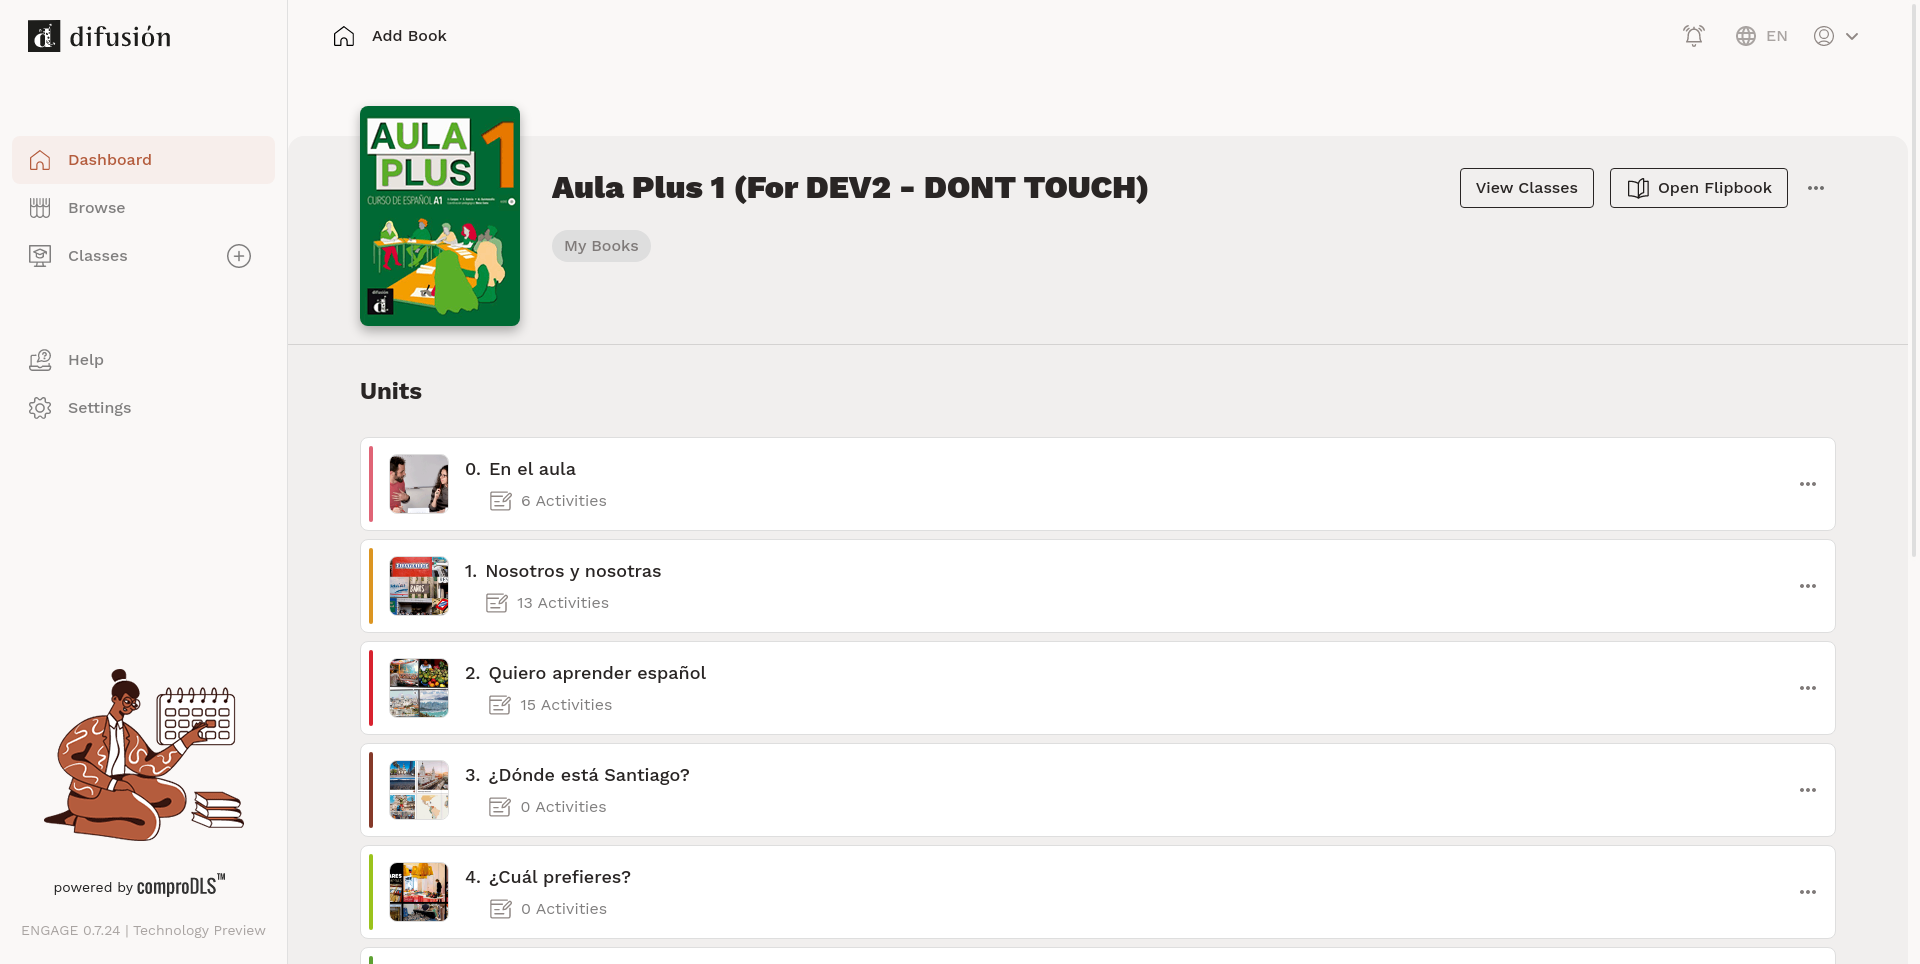 difusión
Add Book
EN
Dashboard
Browse
Classes
Help
Settings
powered by comproDLS™
ENGAGE 0.7.24 | Technology Preview
AULA 1
PLUS
CURSO DE ESPAÑOL A1
difusión
Aula Plus 1 (For DEV2 - DONT TOUCH)
View Classes
Open Flipbook
My Books
Units
0. En el aula
6 Activities
1. Nosotros y nosotras
13 Activities
2. Quiero aprender español
15 Activities
3. ¿Dónde está Santiago?
0 Activities
4. ¿Cuál prefieres?
0 Activities